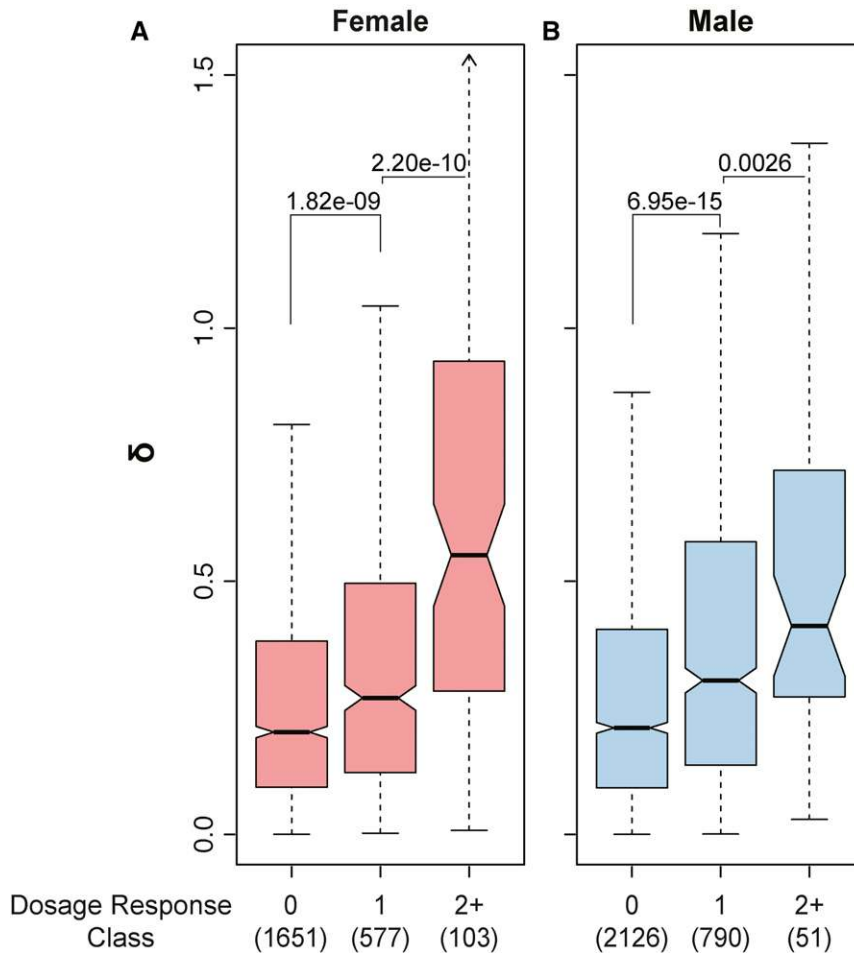 A Female B Male
1.5
2.20e-10 0.0026
1.82e-09 6.95e-15
1.0
δ
0.5
0.0
Dosage Response 0 1 2+ 0 1 2+
Class (1651) (577) (103) (2126) (790) (51)